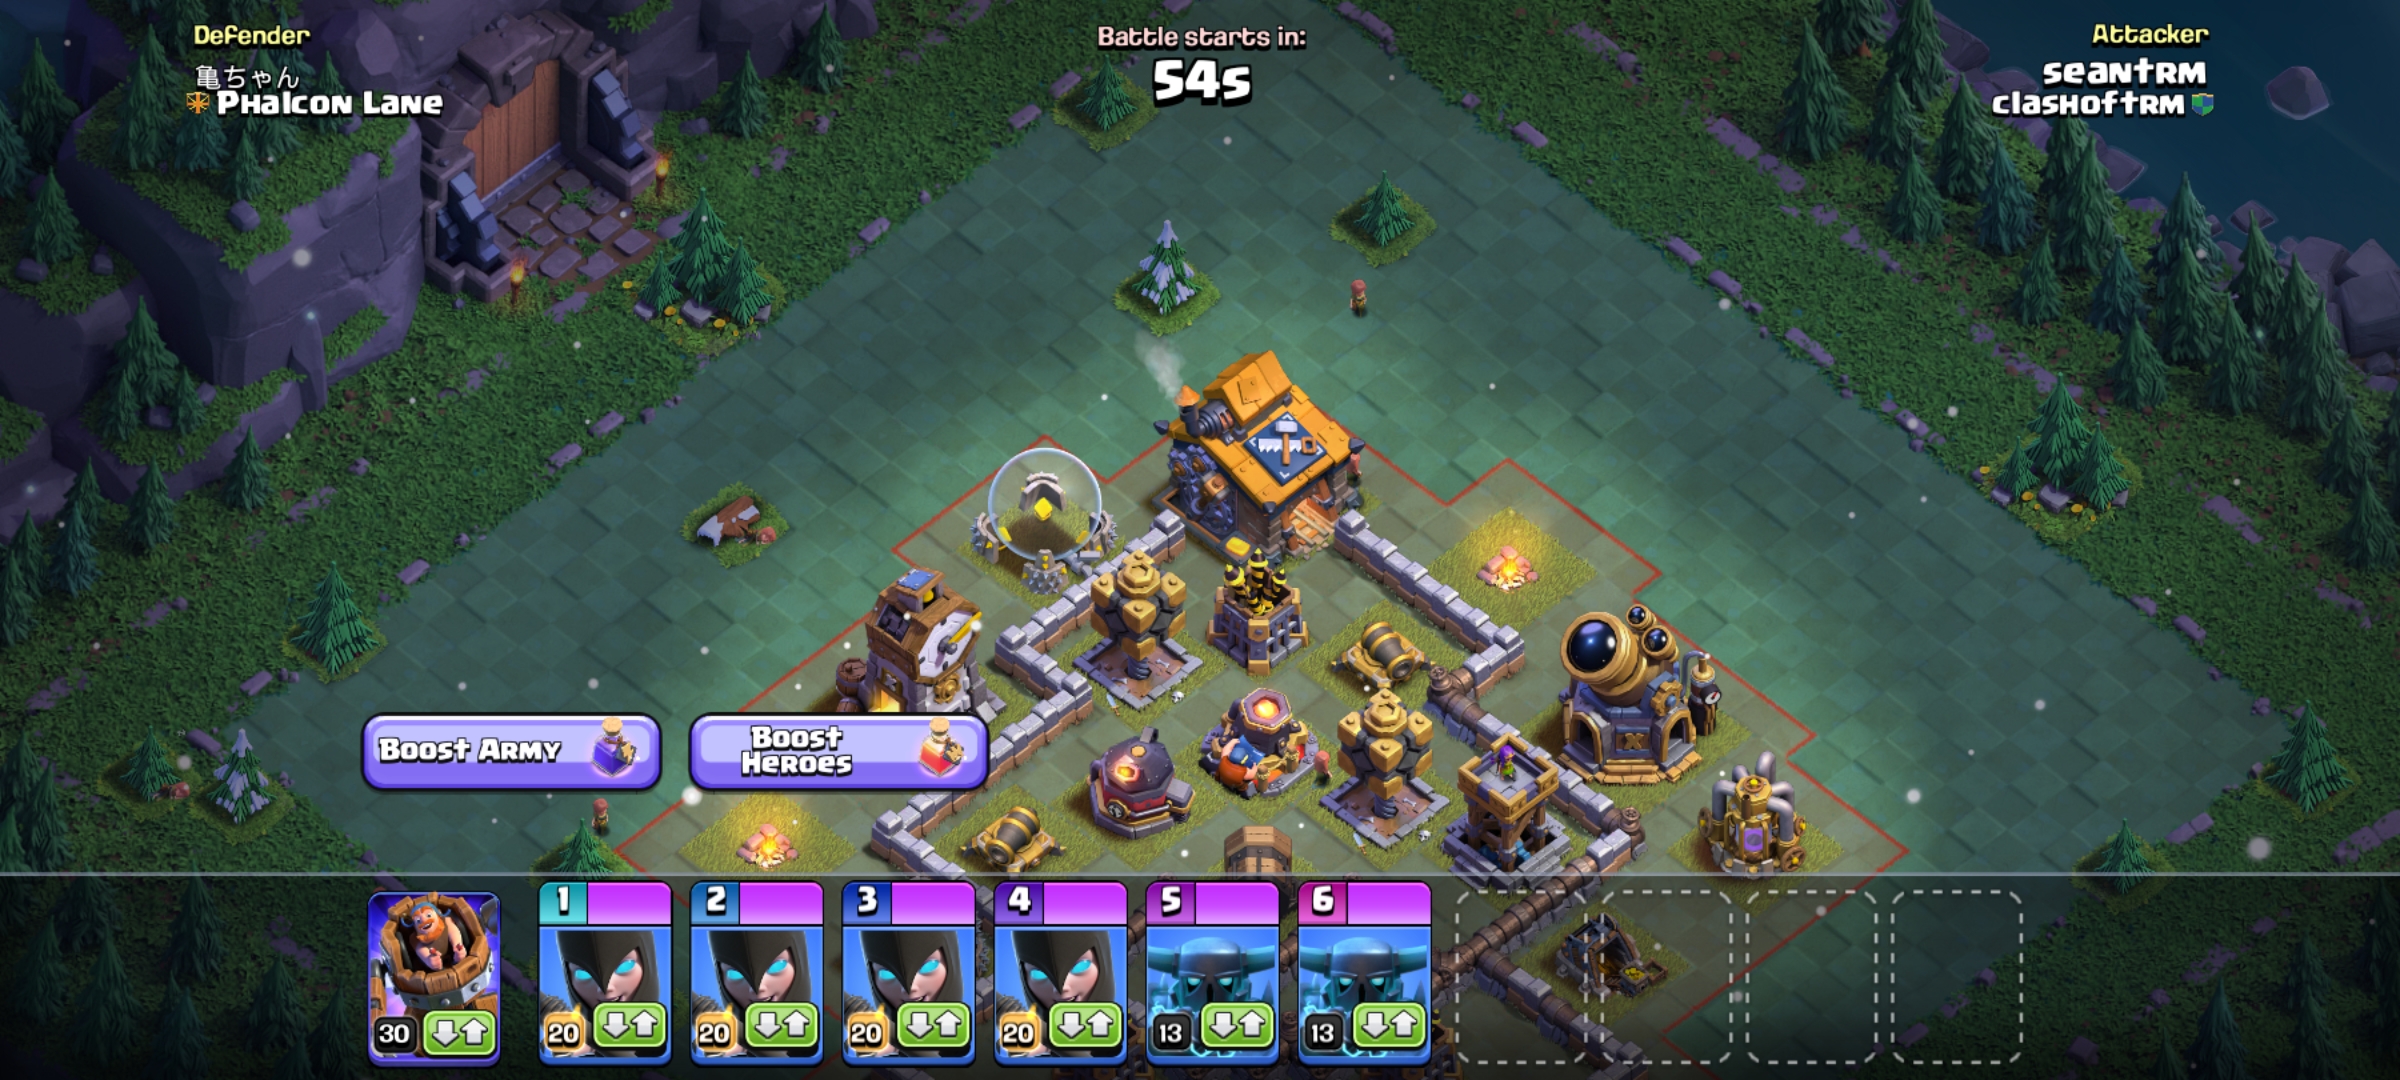 Defender
亀ちゃん
Phalcon Lane
Battle starts in:
54s
Attacker
seantRM
clashoftRM
Boost Army
Boost
Heroes
30
1
20
2
20
3
20
4
20
5
13
6
13